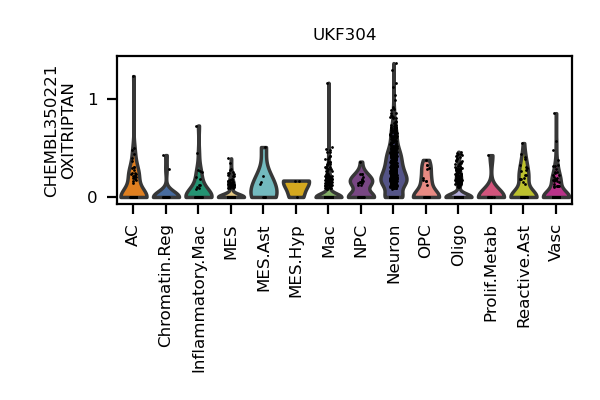 UKF304
CHEMBL350221
OXITRIPTAN
1
0
AC
Chromatin.Reg
Inflammatory.Mac
MES
MES.Ast
MES.Hyp
Mac
NPC
Neuron
OPC
Oligo
Prolif.Metab
Reactive.Ast
Vasc